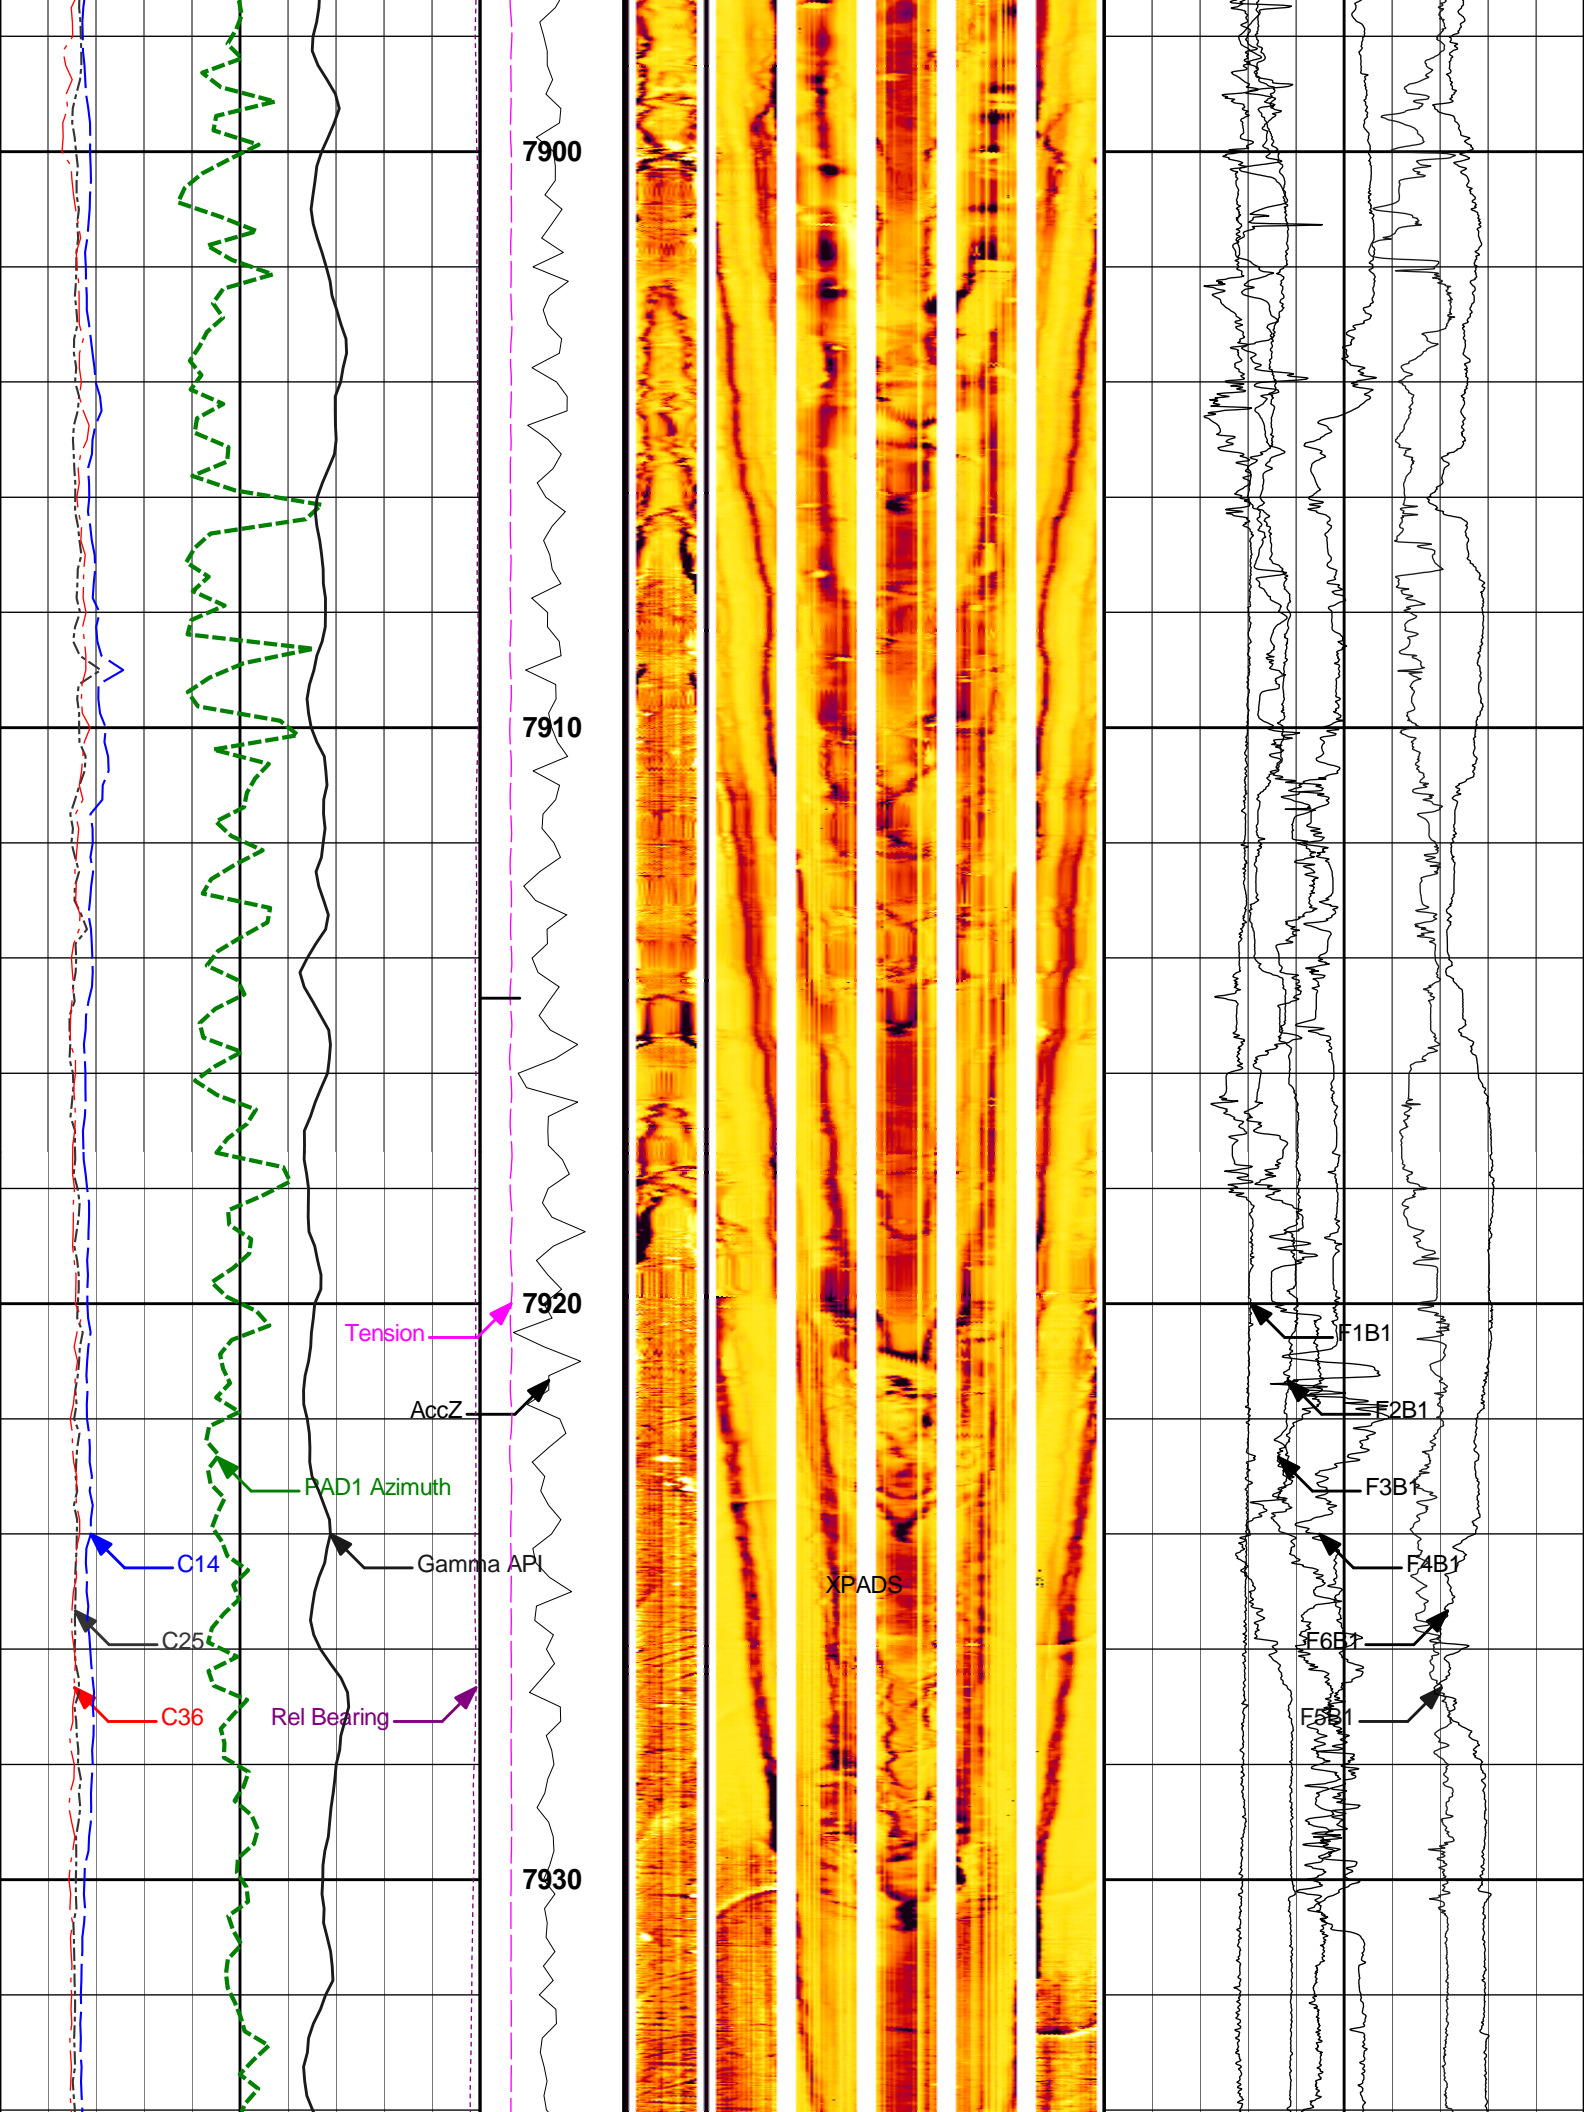 7900
7910
7920
Tension
F1B1
AccZ
F2B1
PAD1 Azimuth
F3B1
C14
Gamma API
F4B1
XPADS
C25
F6B1
C36
Rel Bearing
F5B1
7930